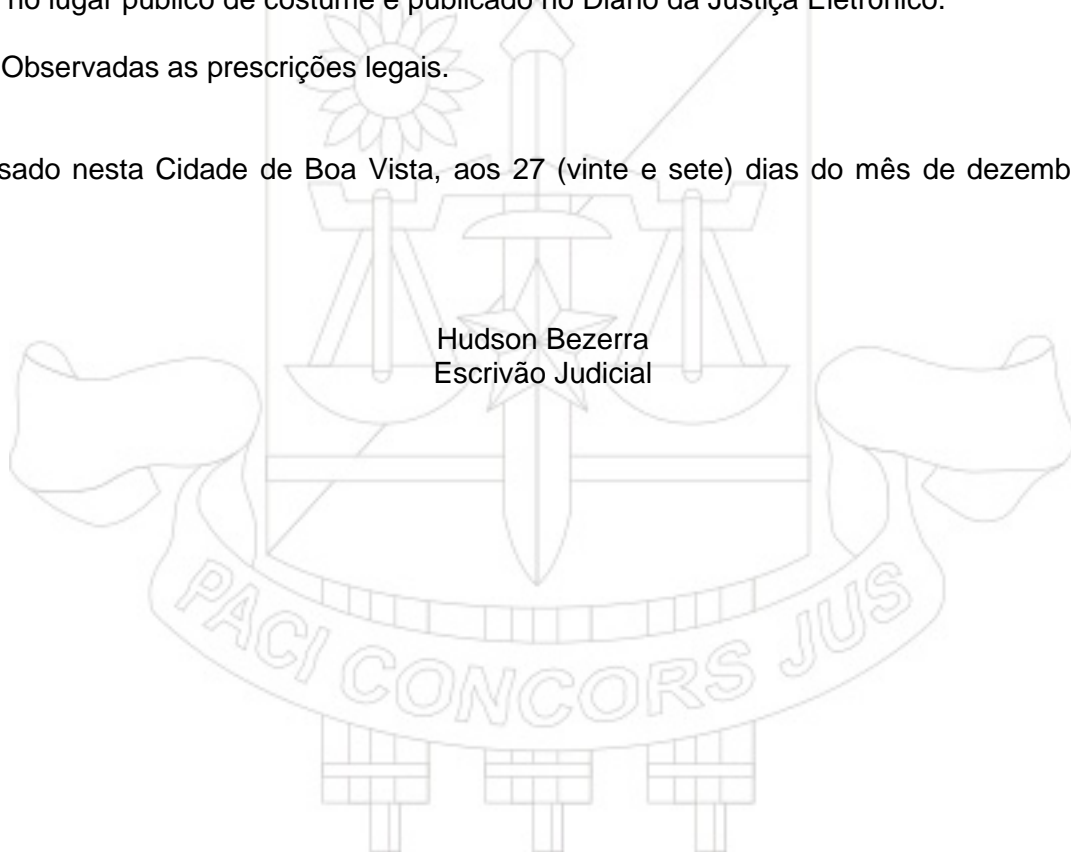 no lugar público de costume e publicado no Diário da Justiça Eletrônico.
Observadas as prescrições legais.
sado nesta Cidade de Boa Vista, aos 27 (vinte e sete) dias do mês de dezemb
Hudson Bezerra
Escrivão Judicial
PACI CONCORS JUS